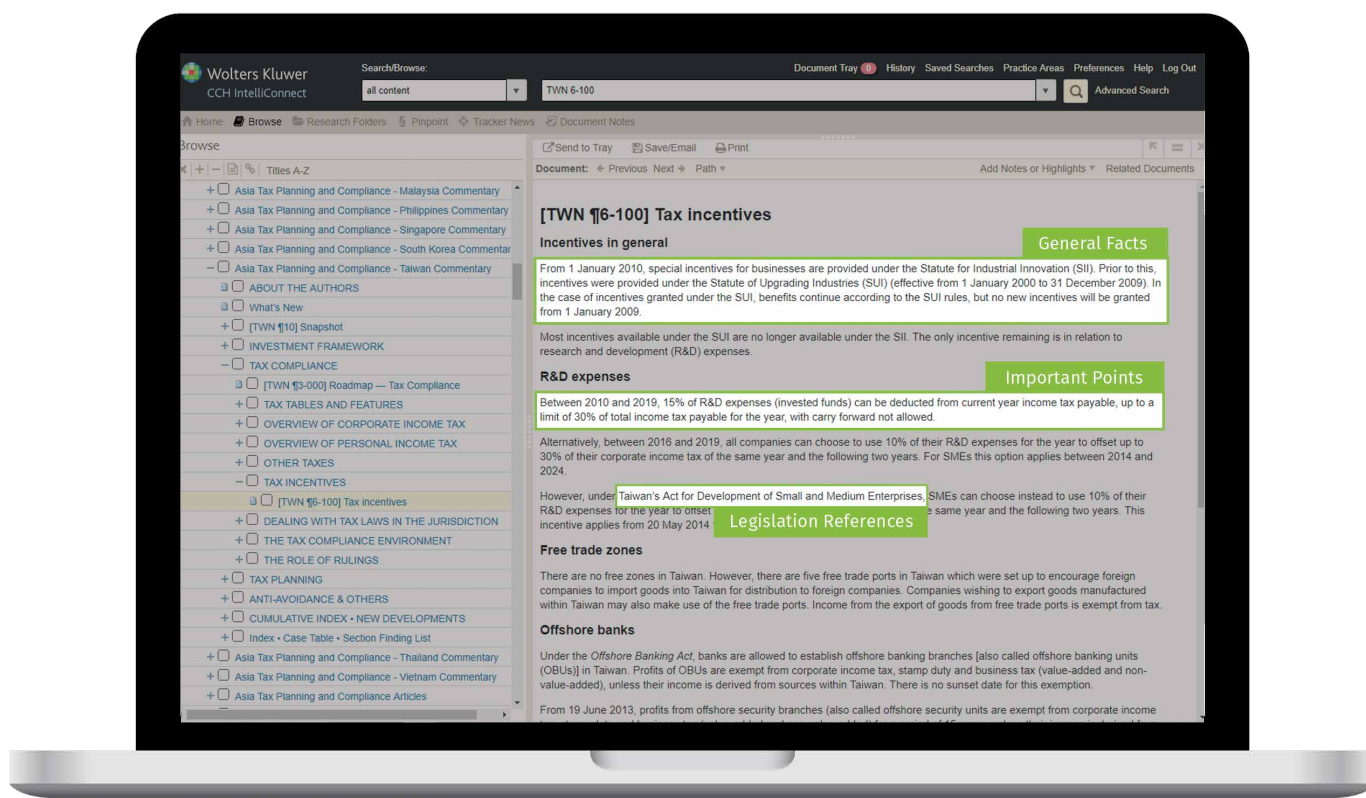 Wolters Kluwer
CCH IntelliConnect
Search/Browse:
all content
Document Tray 0 History Saved Searches Practice Areas Preferences Help Log Out
TWN 6-100
Advanced Search
Home Browse Research Folders Pinpoint Tracker News Document Notes
Browse
Titles A-Z
Asia Tax Planning and Compliance - Malaysia Commentary
Asia Tax Planning and Compliance - Philippines Commentary
Asia Tax Planning and Compliance - Singapore Commentary
Asia Tax Planning and Compliance - South Korea Commentar
Asia Tax Planning and Compliance - Taiwan Commentary
ABOUT THE AUTHORS
What's New
[TWN ¶10] Snapshot
INVESTMENT FRAMEWORK
TAX COMPLIANCE
[TWN ¶3-000] Roadmap — Tax Compliance
TAX TABLES AND FEATURES
OVERVIEW OF CORPORATE INCOME TAX
OVERVIEW OF PERSONAL INCOME TAX
OTHER TAXES
TAX INCENTIVES
[TWN ¶6-100] Tax incentives
DEALING WITH TAX LAWS IN THE JURISDICTION
THE TAX COMPLIANCE ENVIRONMENT
THE ROLE OF RULINGS
TAX PLANNING
ANTI-AVOIDANCE & OTHERS
CUMULATIVE INDEX • NEW DEVELOPMENTS
Index • Case Table • Section Finding List
Asia Tax Planning and Compliance - Thailand Commentary
Asia Tax Planning and Compliance - Vietnam Commentary
Asia Tax Planning and Compliance Articles
Send to Tray Save/Email Print
Document: Previous Next Path
Add Notes or Highlights Related Documents
[TWN ¶6-100] Tax incentives
Incentives in general
General Facts
From 1 January 2010, special incentives for businesses are provided under the Statute for Industrial Innovation (SII). Prior to this,
incentives were provided under the Statute of Upgrading Industries (SUI) (effective from 1 January 2000 to 31 December 2009). In
the case of incentives granted under the SUI, benefits continue according to the SUI rules, but no new incentives will be granted
from 1 January 2009.
Most incentives available under the SUI are no longer available under the SII. The only incentive remaining is in relation to
research and development (R&D) expenses.
R&D expenses
Important Points
Between 2010 and 2019, 15% of R&D expenses (invested funds) can be deducted from current year income tax payable, up to a
limit of 30% of total income tax payable for the year, with carry forward not allowed.
Alternatively, between 2016 and 2019, all companies can choose to use 10% of their R&D expenses for the year to offset up to
30% of their corporate income tax of the same year and the following two years. For SMEs this option applies between 2014 and
2024.
However, under Taiwan's Act for Development of Small and Medium Enterprises, SMEs can choose instead to use 10% of their
R&D expenses for the year to offset same year and the following two years. This
incentive applies from 20 May 2014
Legislation References
Free trade zones
There are no free zones in Taiwan. However, there are five free trade ports in Taiwan which were set up to encourage foreign
companies to import goods into Taiwan for distribution to foreign companies. Companies wishing to export goods manufactured
within Taiwan may also make use of the free trade ports. Income from the export of goods from free trade ports is exempt from tax.
Offshore banks
Under the Offshore Banking Act, banks are allowed to establish offshore banking branches [also called offshore banking units
(OBUs)] in Taiwan. Profits of OBUs are exempt from corporate income tax, stamp duty and business tax (value-added and non-
value-added), unless their income is derived from sources within Taiwan. There is no sunset date for this exemption.
From 19 June 2013, profits from offshore security branches (also called offshore security units are exempt from corporate income